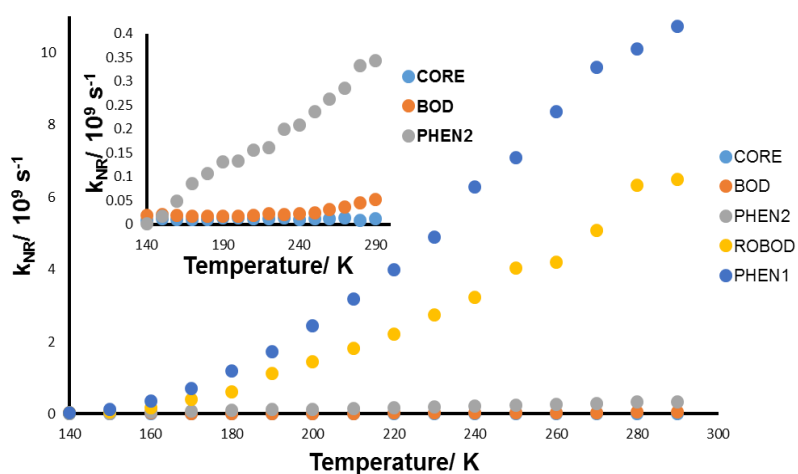 10
8
6
4
2
0
k_NR/ 10⁹ s⁻¹
140
160
180
200
220
240
260
280
300
Temperature/ K
0.4
0.35
0.3
0.25
0.2
0.15
0.1
0.05
0
k_NR/ 10⁹ s⁻¹
140
190
240
290
Temperature/ K
CORE
BOD
PHEN2
CORE
BOD
PHEN2
ROBOD
PHEN1